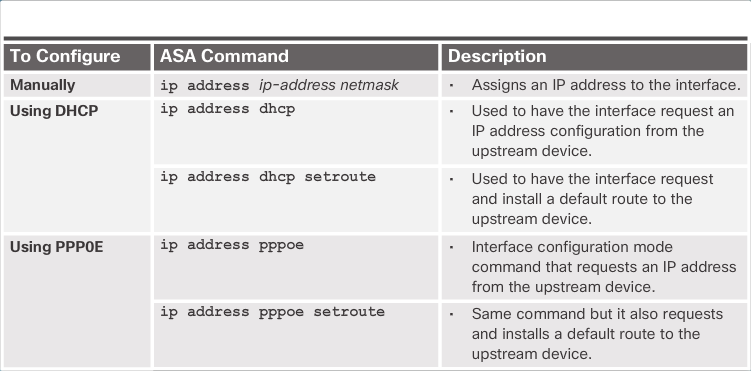 To Configure ASA Command Description
Manually ip address ip-address netmask · Assigns an IP address to the interface.
Using DHCP ip address dhcp · Used to have the interface request an
IP address configuration from the
upstream device.
ip address dhcp setroute · Used to have the interface request
and install a default route to the
upstream device.
Using PPP0E ip address pppoe · Interface configuration mode
command that requests an IP address
from the upstream device.
ip address pppoe setroute · Same command but it also requests
and installs a default route to the
upstream device.